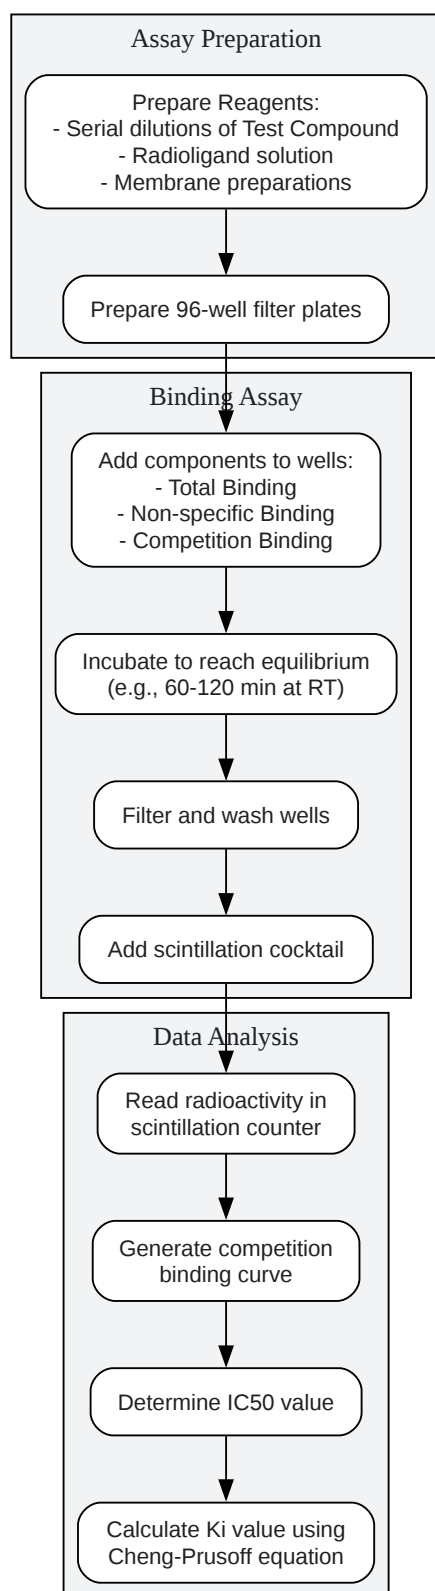 Assay Preparation
Prepare Reagents:
- Serial dilutions of Test Compound
- Radioligand solution
- Membrane preparations
Prepare 96-well filter plates
Binding Assay
Add components to wells:
- Total Binding
- Non-specific Binding
- Competition Binding
Incubate to reach equilibrium
(e.g., 60-120 min at RT)
Filter and wash wells
Add scintillation cocktail
Data Analysis
Read radioactivity in
scintillation counter
Generate competition
binding curve
Determine IC50 value
Calculate Ki value using
Cheng-Prusoff equation